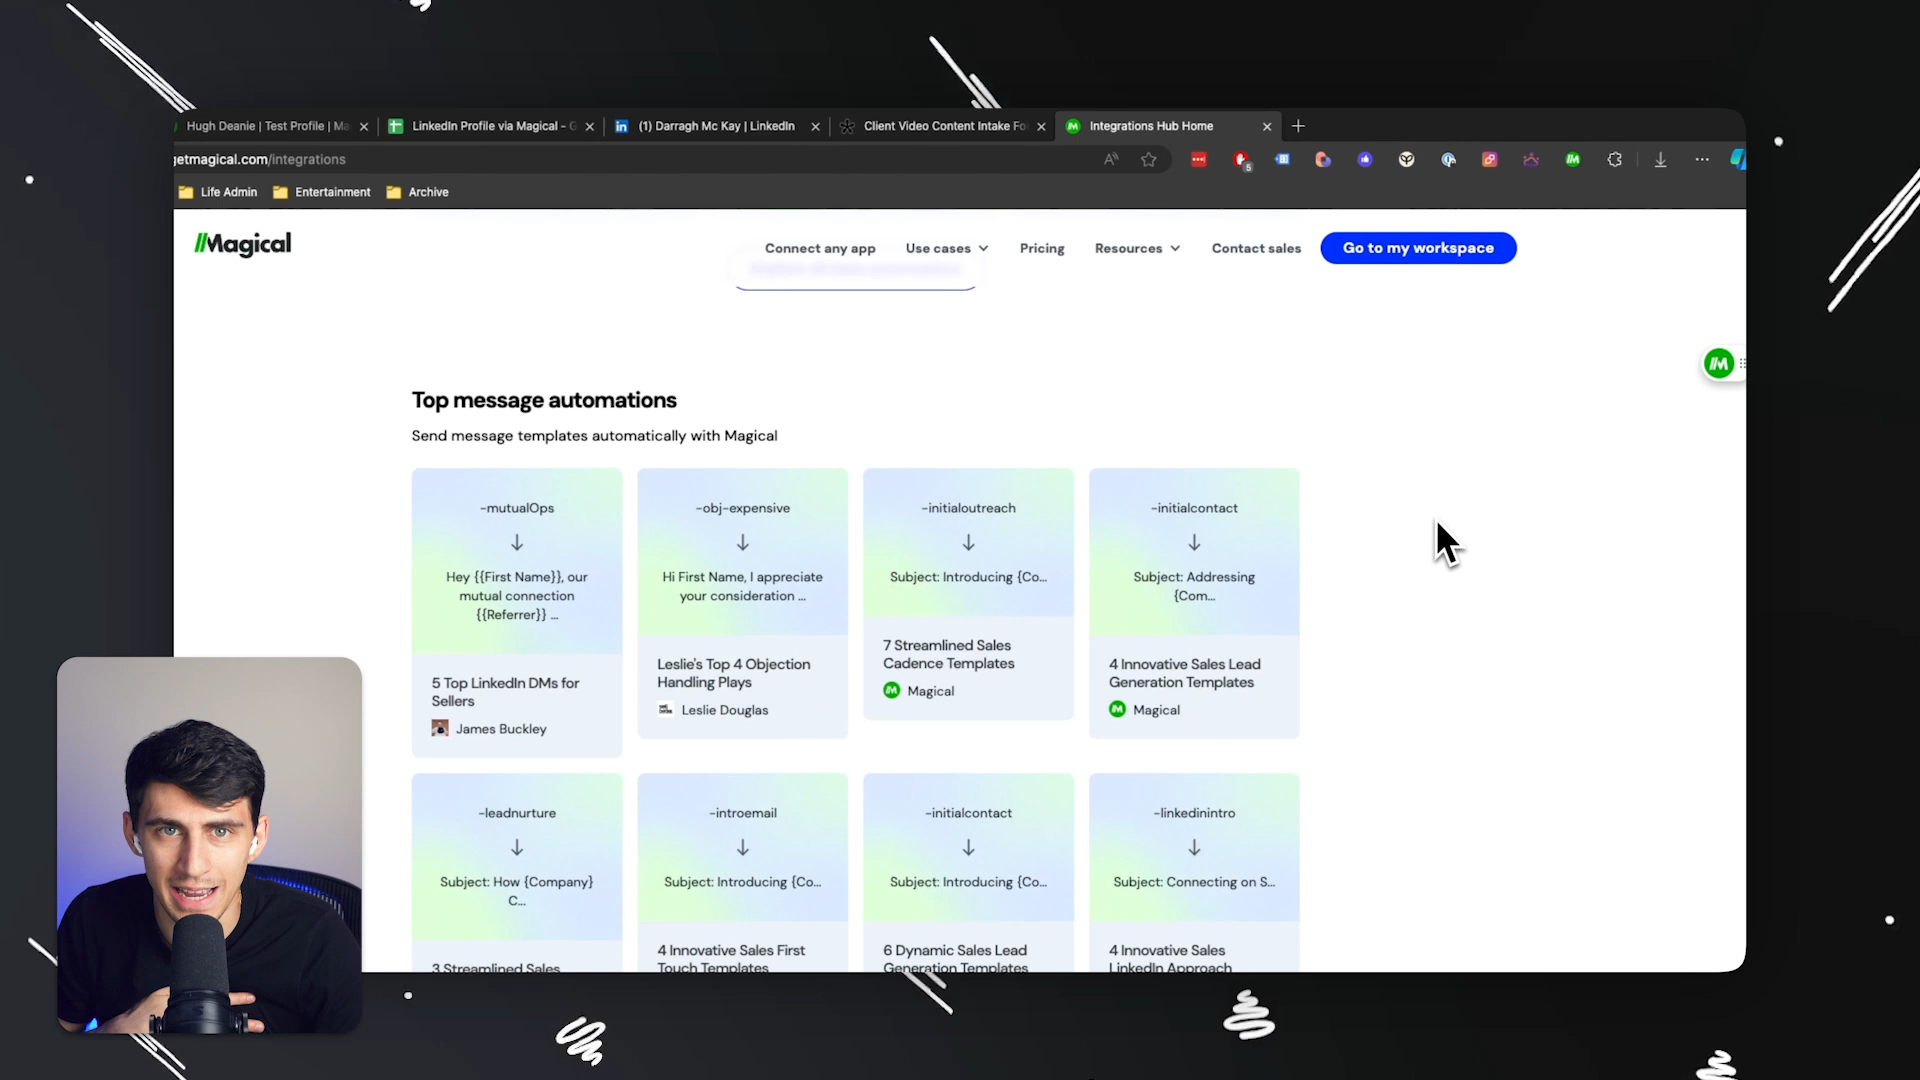 Hugh Deanie | Test Profile | Ma
LinkedIn Profile via Magical - G
(1) Darragh Mc Kay | LinkedIn
Client Video Content Intake Fo
Integrations Hub Home
getmagical.com/integrations
5
Life Admin
Entertainment
Archive
Magical
Connect any app
Use cases
Pricing
Resources
Contact sales
Go to my workspace
Top message automations
Send message templates automatically with Magical
-mutualOps
Hey {{First Name}}, our
mutual connection
{{Referrer}} ...
5 Top LinkedIn DMs for
Sellers
James Buckley
-obj-expensive
Hi First Name, I appreciate
your consideration ...
Leslie's Top 4 Objection
Handling Plays
Leslie Douglas
-initialoutreach
Subject: Introducing {Co...
7 Streamlined Sales
Cadence Templates
Magical
-initialcontact
Subject: Addressing
{Com...
4 Innovative Sales Lead
Generation Templates
Magical
-leadnurture
Subject: How {Company}
C...
3 Streamlined Sales
-introemail
Subject: Introducing {Co...
4 Innovative Sales First
Touch Templates
-initialcontact
Subject: Introducing {Co...
6 Dynamic Sales Lead
Generation Templates
-linkedinintro
Subject: Connecting on S...
4 Innovative Sales
LinkedIn Approach